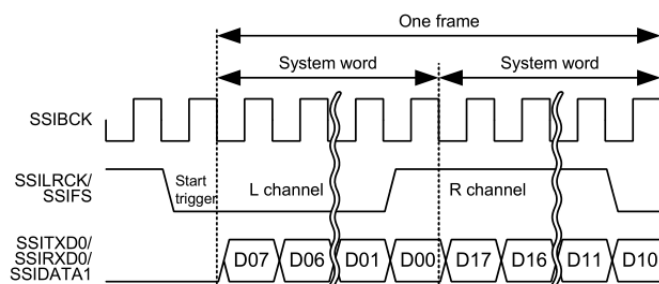 One frame
System word
System word
SSIBCK
SSILRCK/
SSIFS
Start
trigger
L channel
R channel
SSITXD0/
SSIRXD0/
SSIDATA1
D07 D06 D01 D00 D17 D16 D11 D10